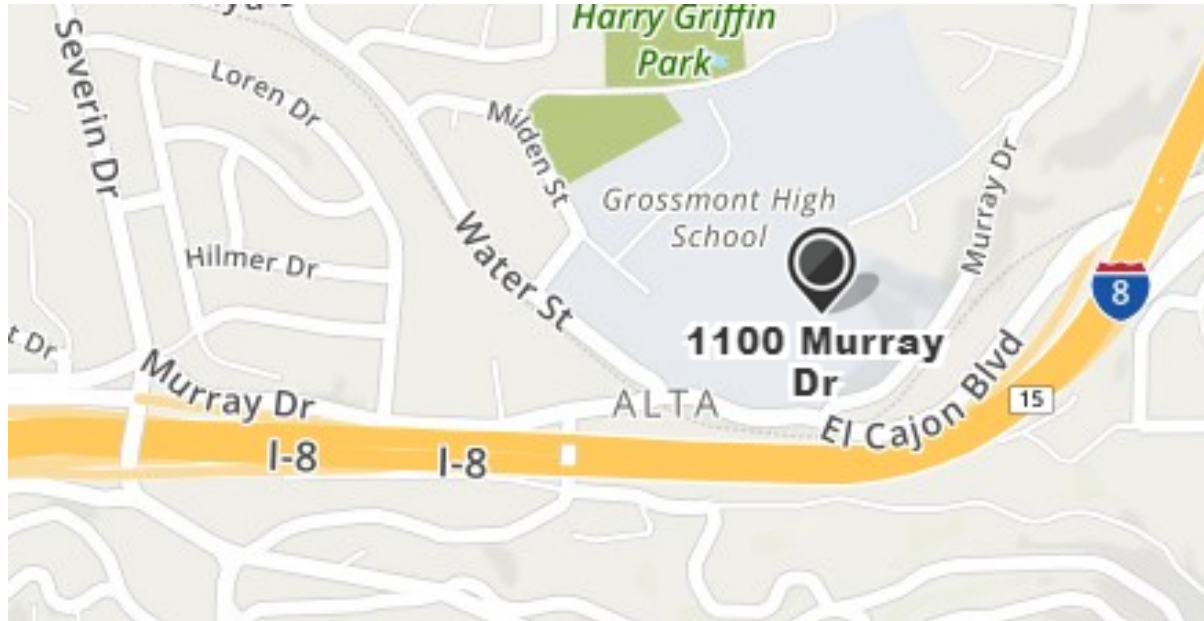 Harry Griffin
Park
Severin Dr
Loren Dr
Milden St
Grossmont High
School
Murray Dr
Water St
Hilmer Dr
8
1100 Murray
Dr
t Dr
Murray Dr
ALTA
El Cajon Blvd
15
I-8
I-8